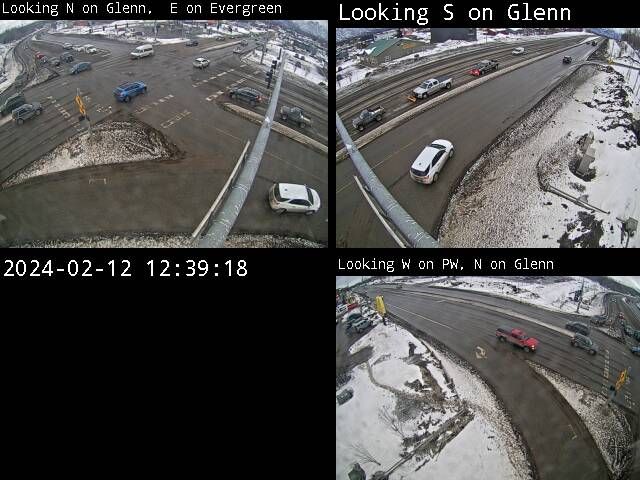 Looking N on Glenn,  E on Evergreen
Looking S on Glenn
2024-02-12 12:39:18
Looking W on PW, N on Glenn